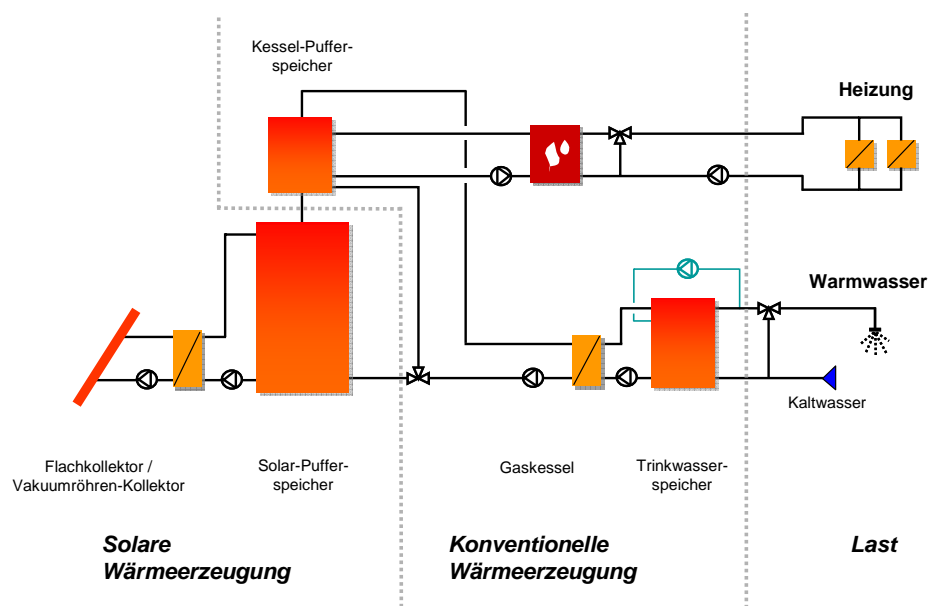 Kessel-Puffer-
speicher
Heizung
Warmwasser
Kaltwasser
Flachkollektor /
Vakuumröhren-Kollektor
Solar-Puffer-
speicher
Gaskessel
Trinkwasser-
speicher
Solare
Wärmeerzeugung
Konventionelle
Wärmeerzeugung
Last